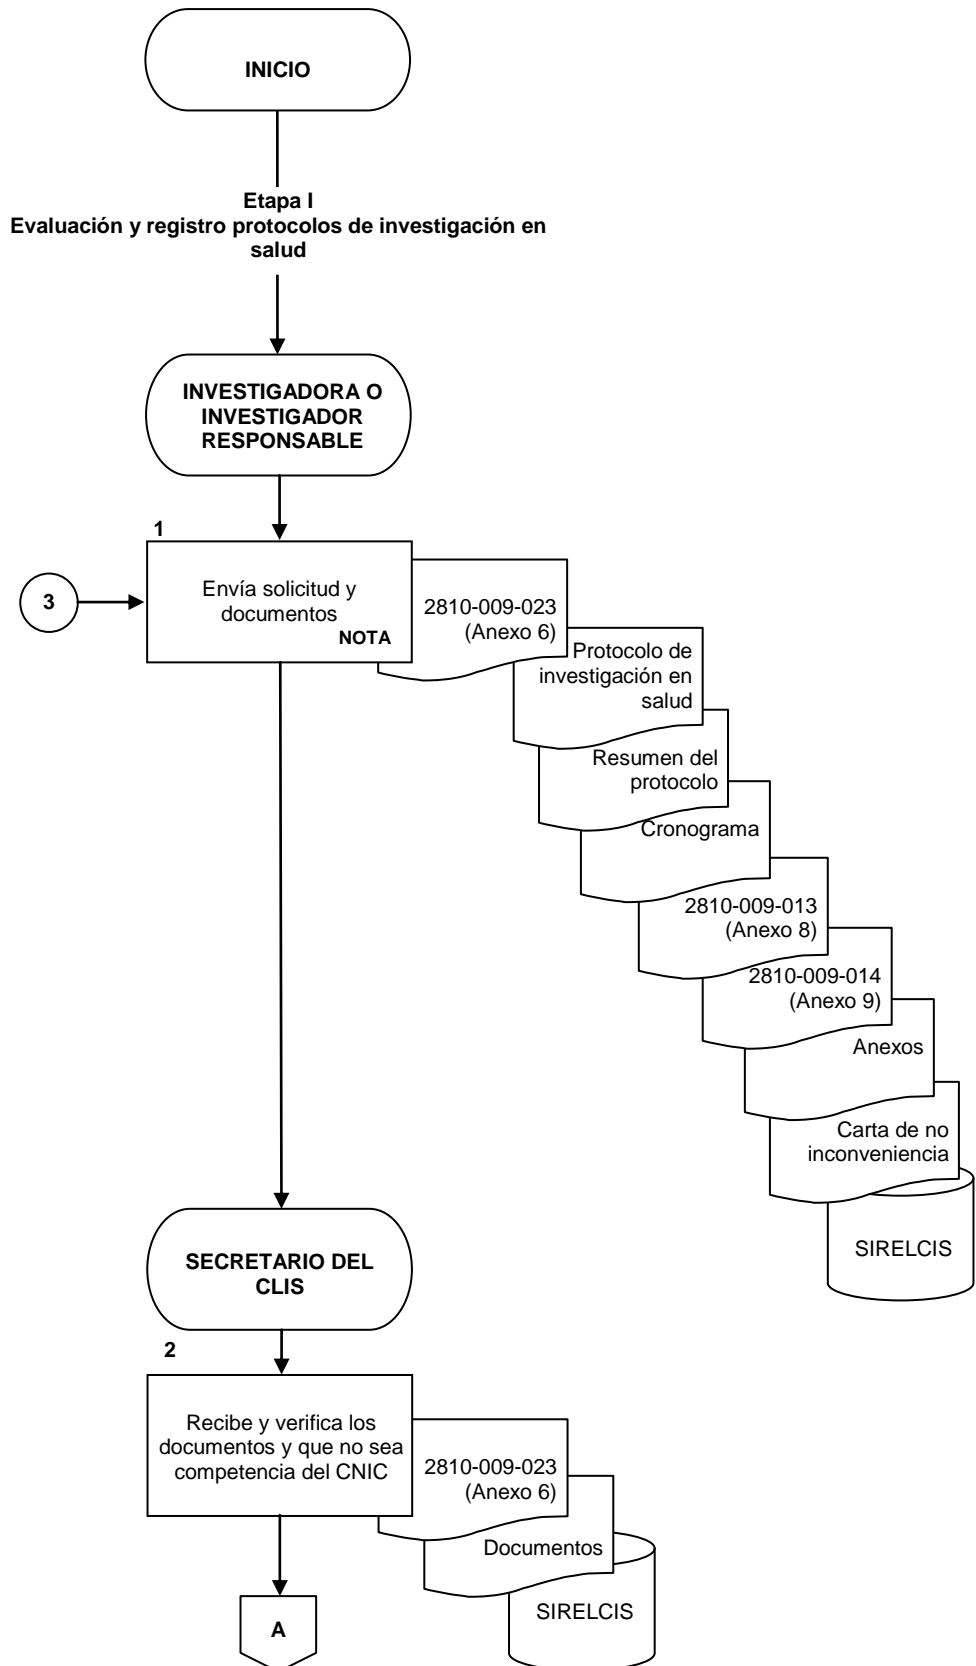 INICIO
Etapa I
Evaluación y registro protocolos de investigación en
salud
INVESTIGADORA O
INVESTIGADOR
RESPONSABLE
1
3
Envía solicitud y
documentos
NOTA
2810-009-023
(Anexo 6)
Protocolo de
investigación en
salud
Resumen del
protocolo
Cronograma
2810-009-013
(Anexo 8)
2810-009-014
(Anexo 9)
Anexos
Carta de no
inconveniencia
SIRELCIS
SECRETARIO DEL
CLIS
2
Recibe y verifica los
documentos y que no sea
competencia del CNIC
2810-009-023
(Anexo 6)
Documentos
SIRELCIS
A